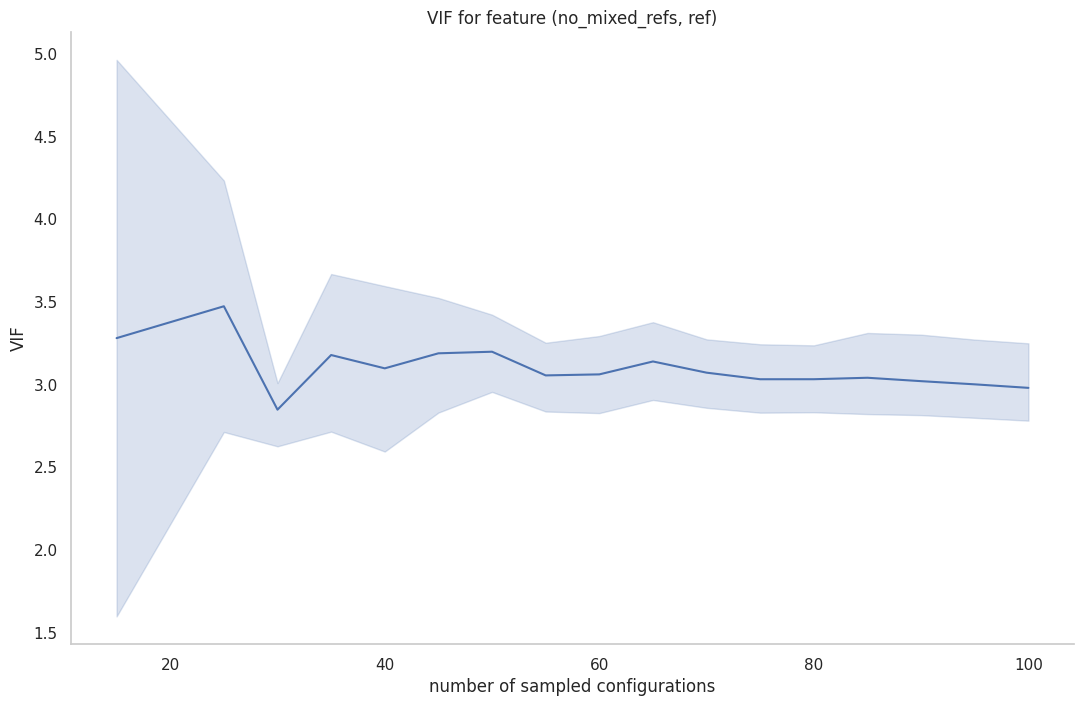 VIF for feature (no_mixed_refs, ref)
5.0
4.5
4.0
3.5
3.0
2.5
2.0
1.5
VIF
20 40 60 80 100
number of sampled configurations